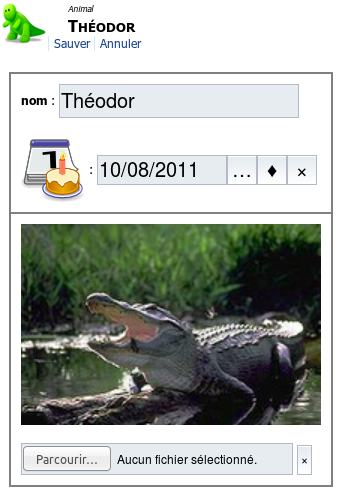 Animal
Théodor
Sauver Annuler
nom : Théodor
: 10/08/2011 ... ♦ ×
Parcourir... Aucun fichier sélectionné. ×